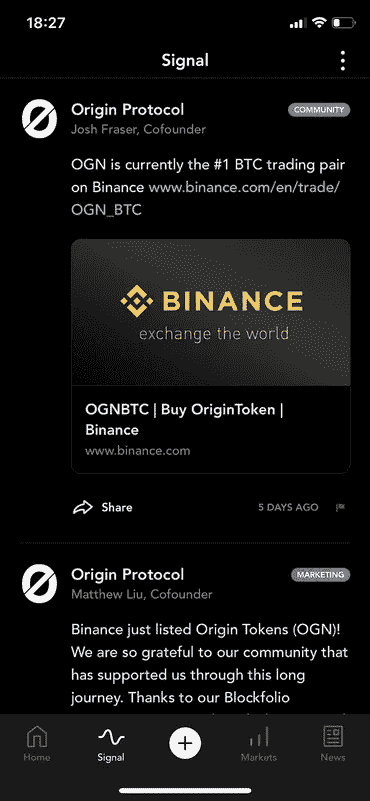 18:27
Signal
Origin Protocol
COMMUNITY
Josh Fraser, Cofounder
OGN is currently the #1 BTC trading pair
on Binance www.binance.com/en/trade/
OGN_BTC
BINANCE
exchange the world
OGNBTC | Buy OriginToken |
Binance
www.binance.com
Share
5 DAYS AGO
Origin Protocol
MARKETING
Matthew Liu, Cofounder
Binance just listed Origin Tokens (OGN)!
We are so grateful to our community that
has supported us through this long
journey. Thanks to our Blockfolio
Home
Signal
Markets
News